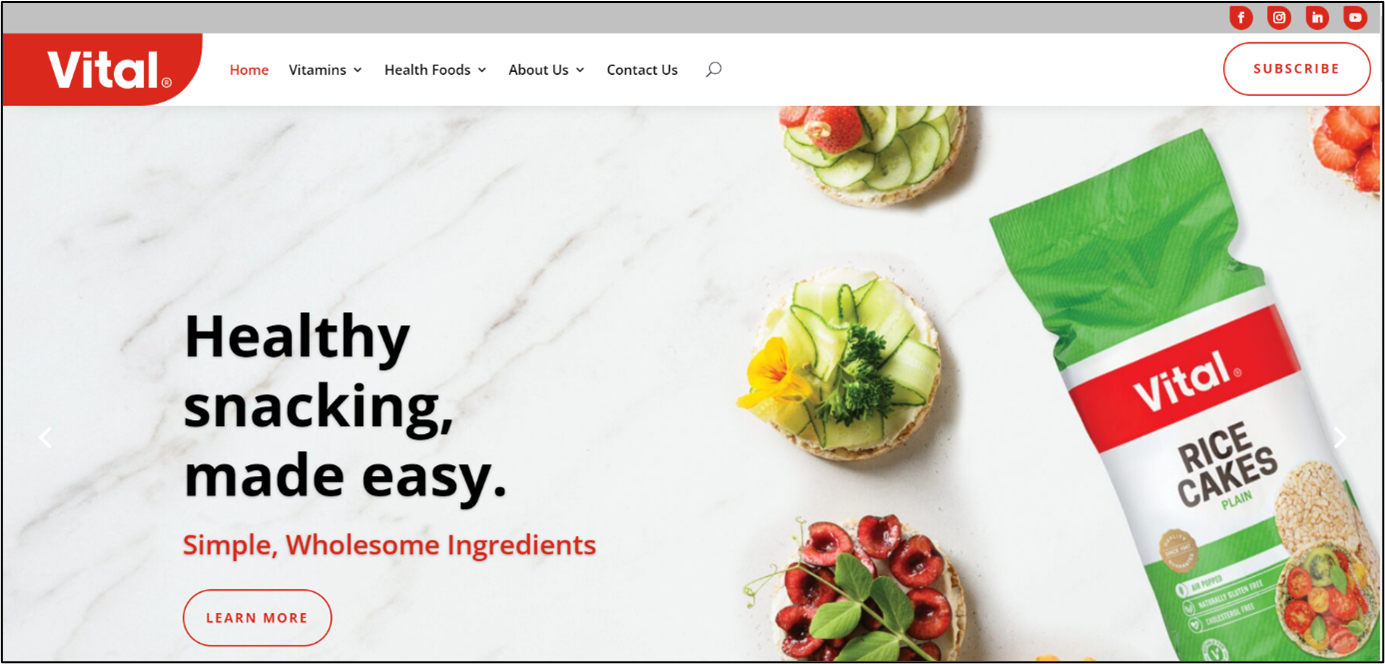 Vital®
Home Vitamins Health Foods About Us Contact Us
SUBSCRIBE
Healthy
snacking,
made easy.
Simple, Wholesome Ingredients
LEARN MORE
Vital®
RICE
CAKES
PLAIN
AIR PUFFED
NATURALLY GLUTEN FREE
CHOLESTEROL FREE